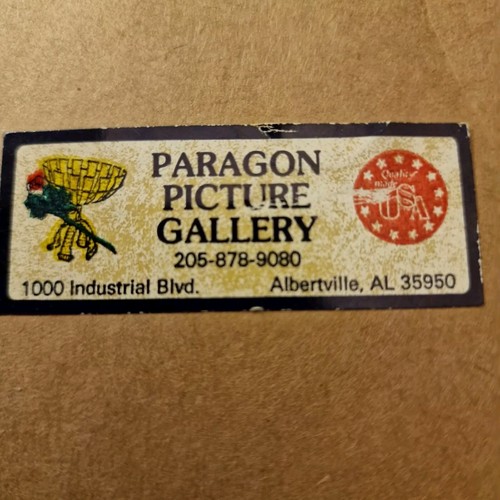 PARAGON
PICTURE
GALLERY
205-878-9080
1000 Industrial Blvd. Albertville, AL 35950
Quality
made
USA